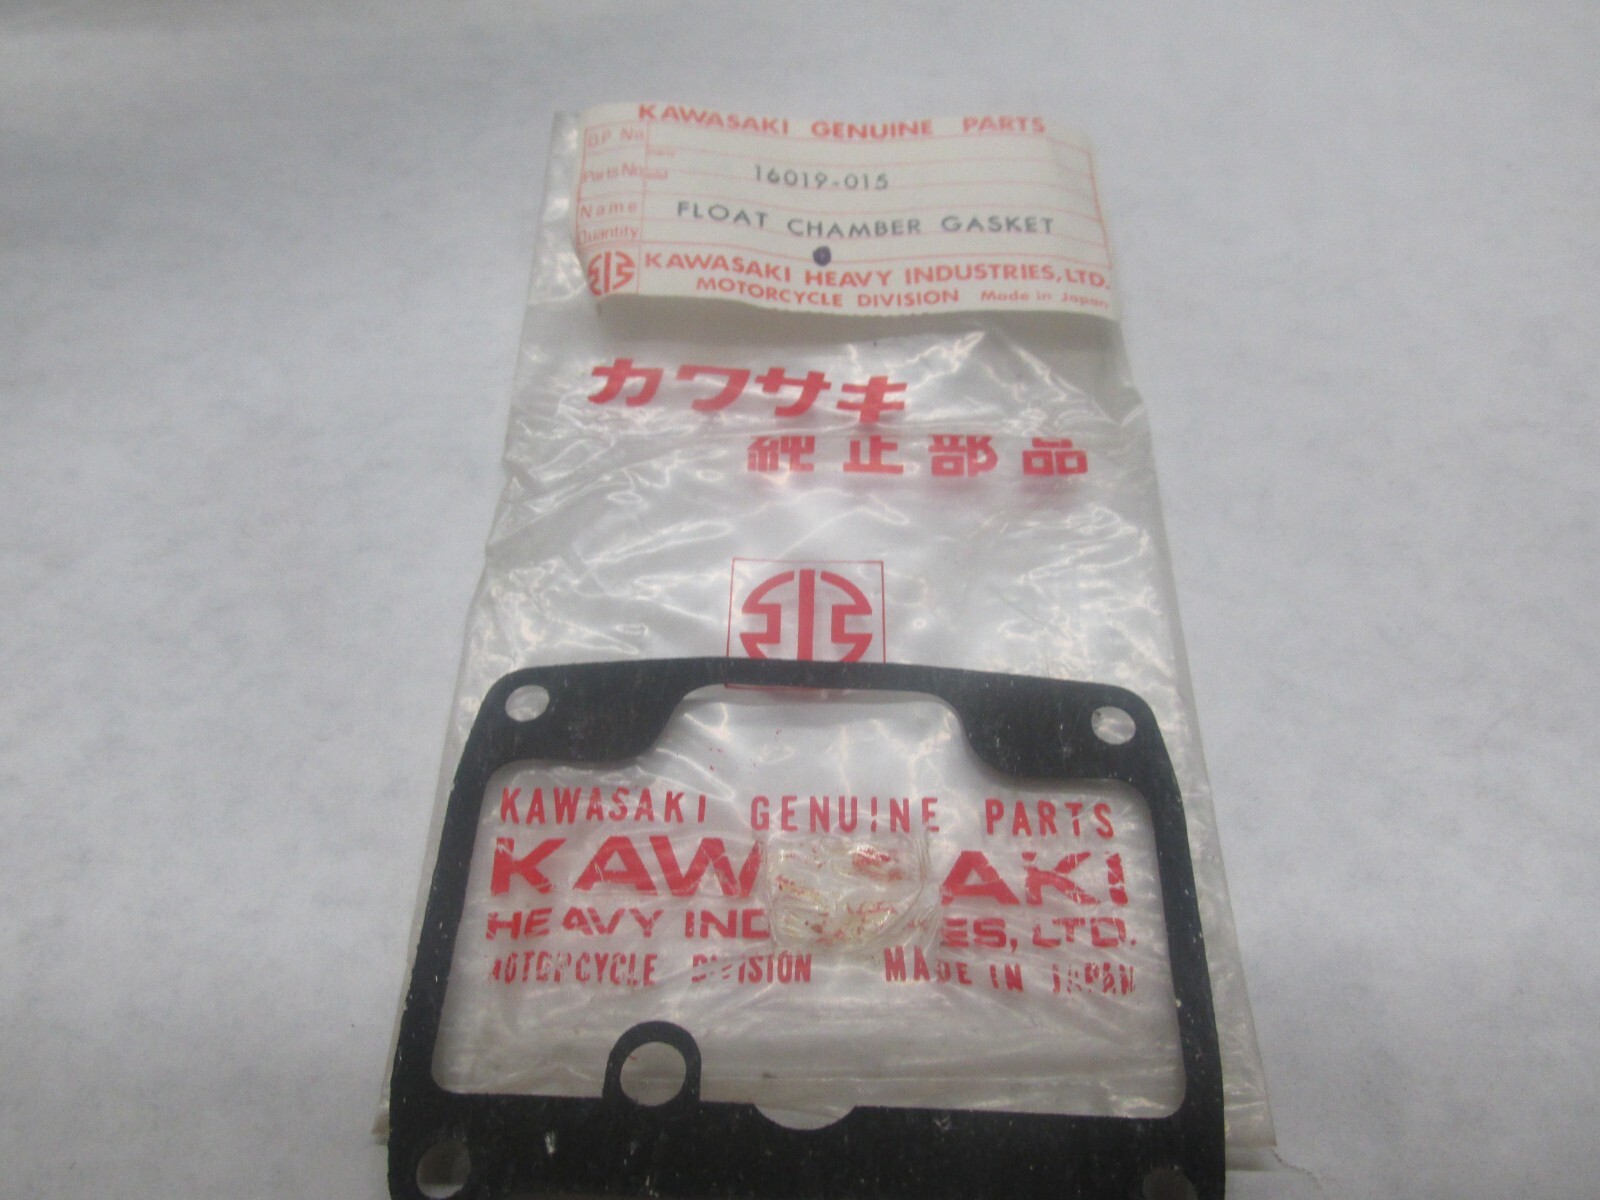 KAWASAKI GENUINE PARTS
G.P. No.
Parts No. 16019-015
Name FLOAT CHAMBER GASKET
Quantity
KAWASAKI HEAVY INDUSTRIES, LTD.
MOTORCYCLE DIVISION Made in Japan
カワサキ
純正部品
KAWASAKI GENUINE PARTS
KAW AKI
HEAVY IND ES, LTD.
MOTORCYCLE DIVISION MADE IN JAPAN